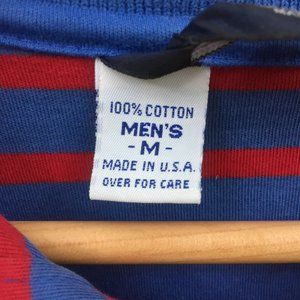 100% COTTON
MEN'S
- M -
MADE IN U.S.A.
OVER FOR CARE